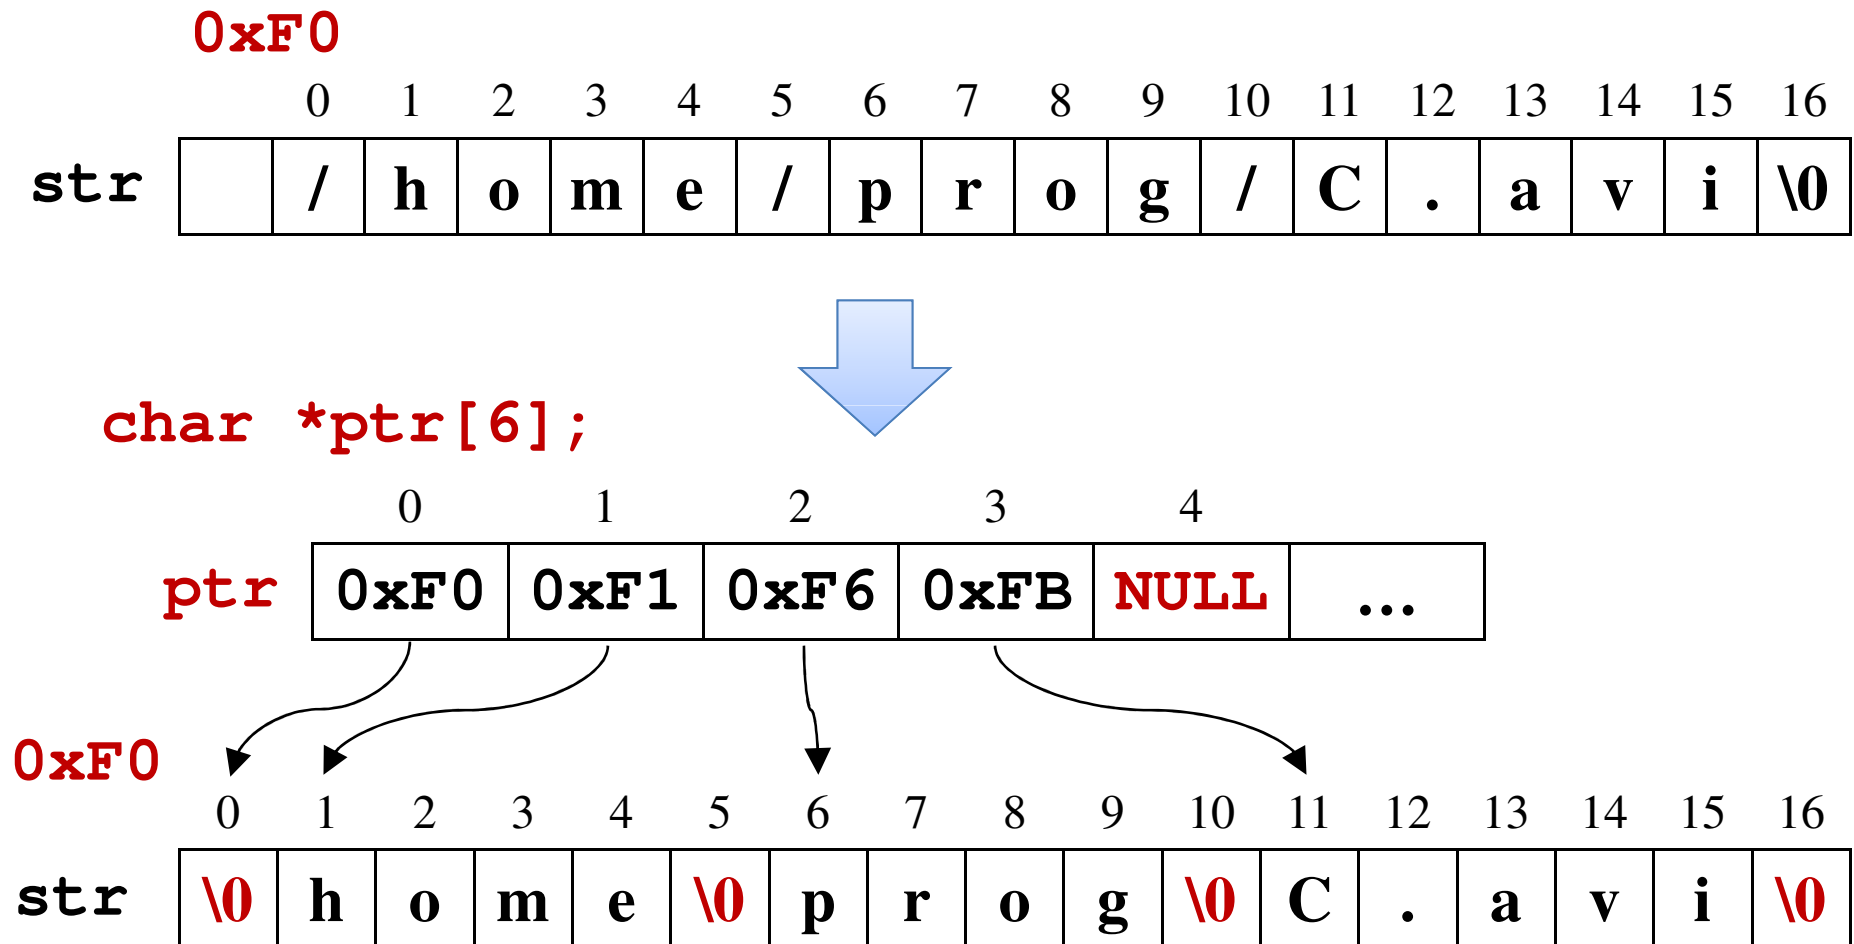 0xF0
0 1 2 3 4 5 6 7 8 9 10 11 12 13 14 15 16
str / h o m e / p r o g / C . a v i \0
char *ptr[6];
0 1 2 3 4
ptr 0xF0 0xF1 0xF6 0xFB NULL ...
0xF0
0 1 2 3 4 5 6 7 8 9 10 11 12 13 14 15 16
str \0 h o m e \0 p r o g \0 C . a v i \0